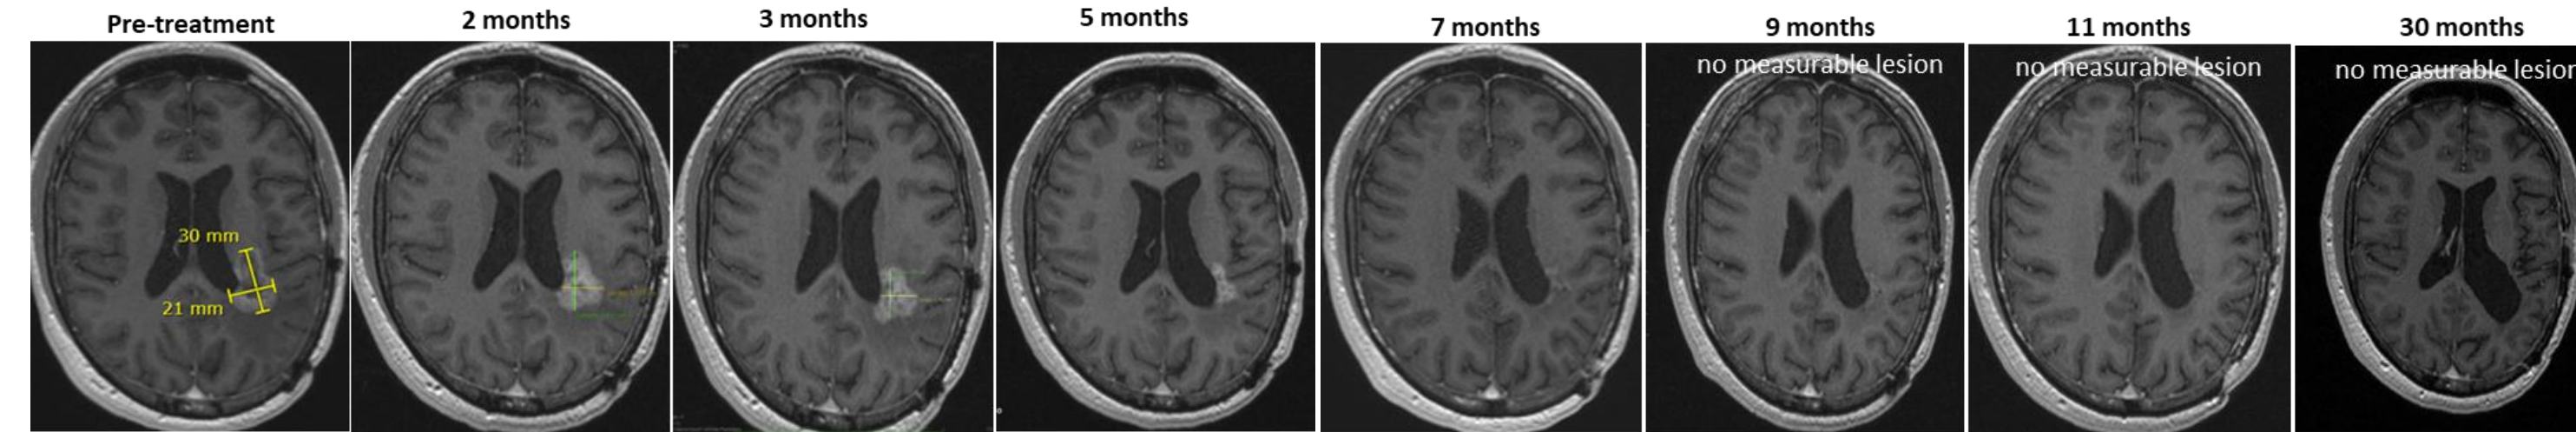 Pre-treatment
2 months
3 months
5 months
7 months
9 months
11 months
30 months
no measurable lesion
no measurable lesion
no measurable lesion
30 mm
21 mm